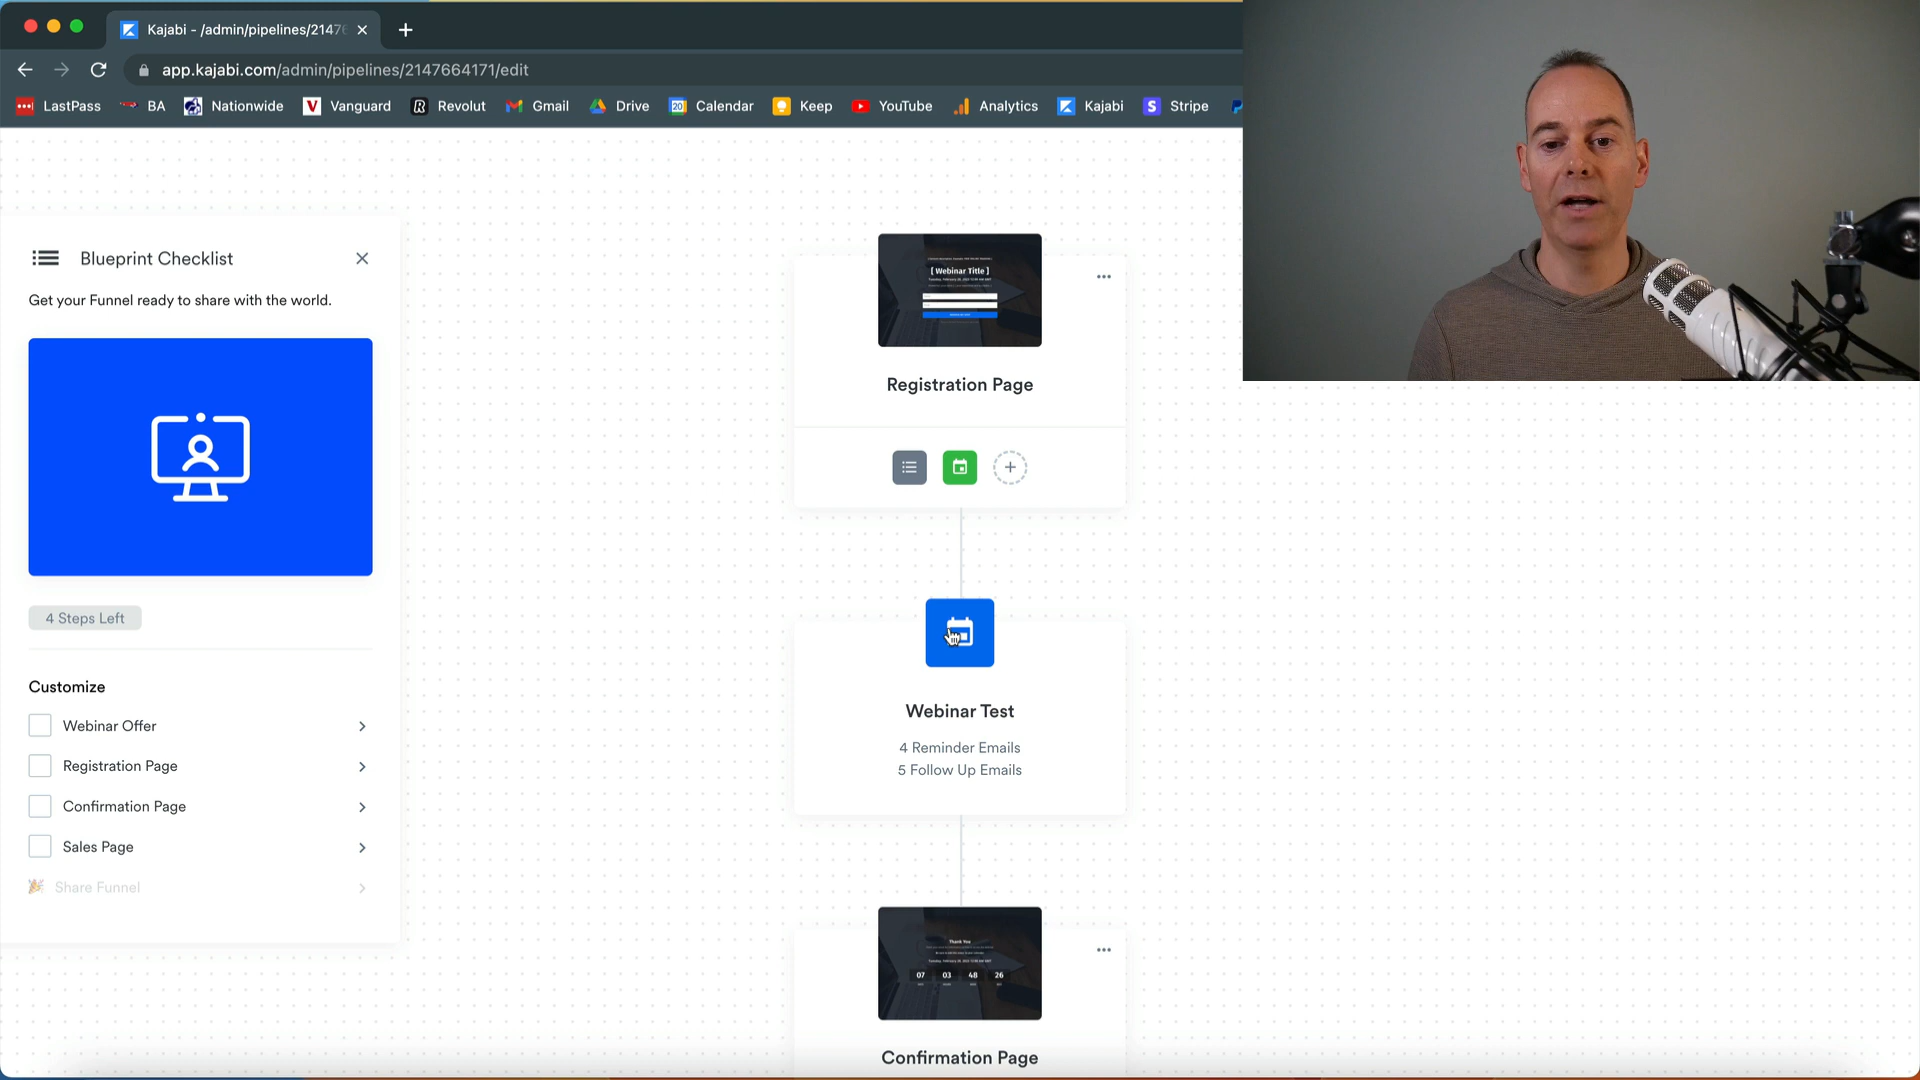 Kajabi - /admin/pipelines/2147
app.kajabi.com/admin/pipelines/2147664171/edit
LastPass
BA
Nationwide
Vanguard
Revolut
Gmail
Drive
20
Calendar
Keep
YouTube
Analytics
Kajabi
Stripe
Blueprint Checklist
Get your Funnel ready to share with the world.
4 Steps Left
Customize
Webinar Offer
Registration Page
Confirmation Page
Sales Page
Share Funnel
[ Webinar Title ]
Registration Page
Webinar Test
4 Reminder Emails
5 Follow Up Emails
Thank You
07 03 48 26
Confirmation Page